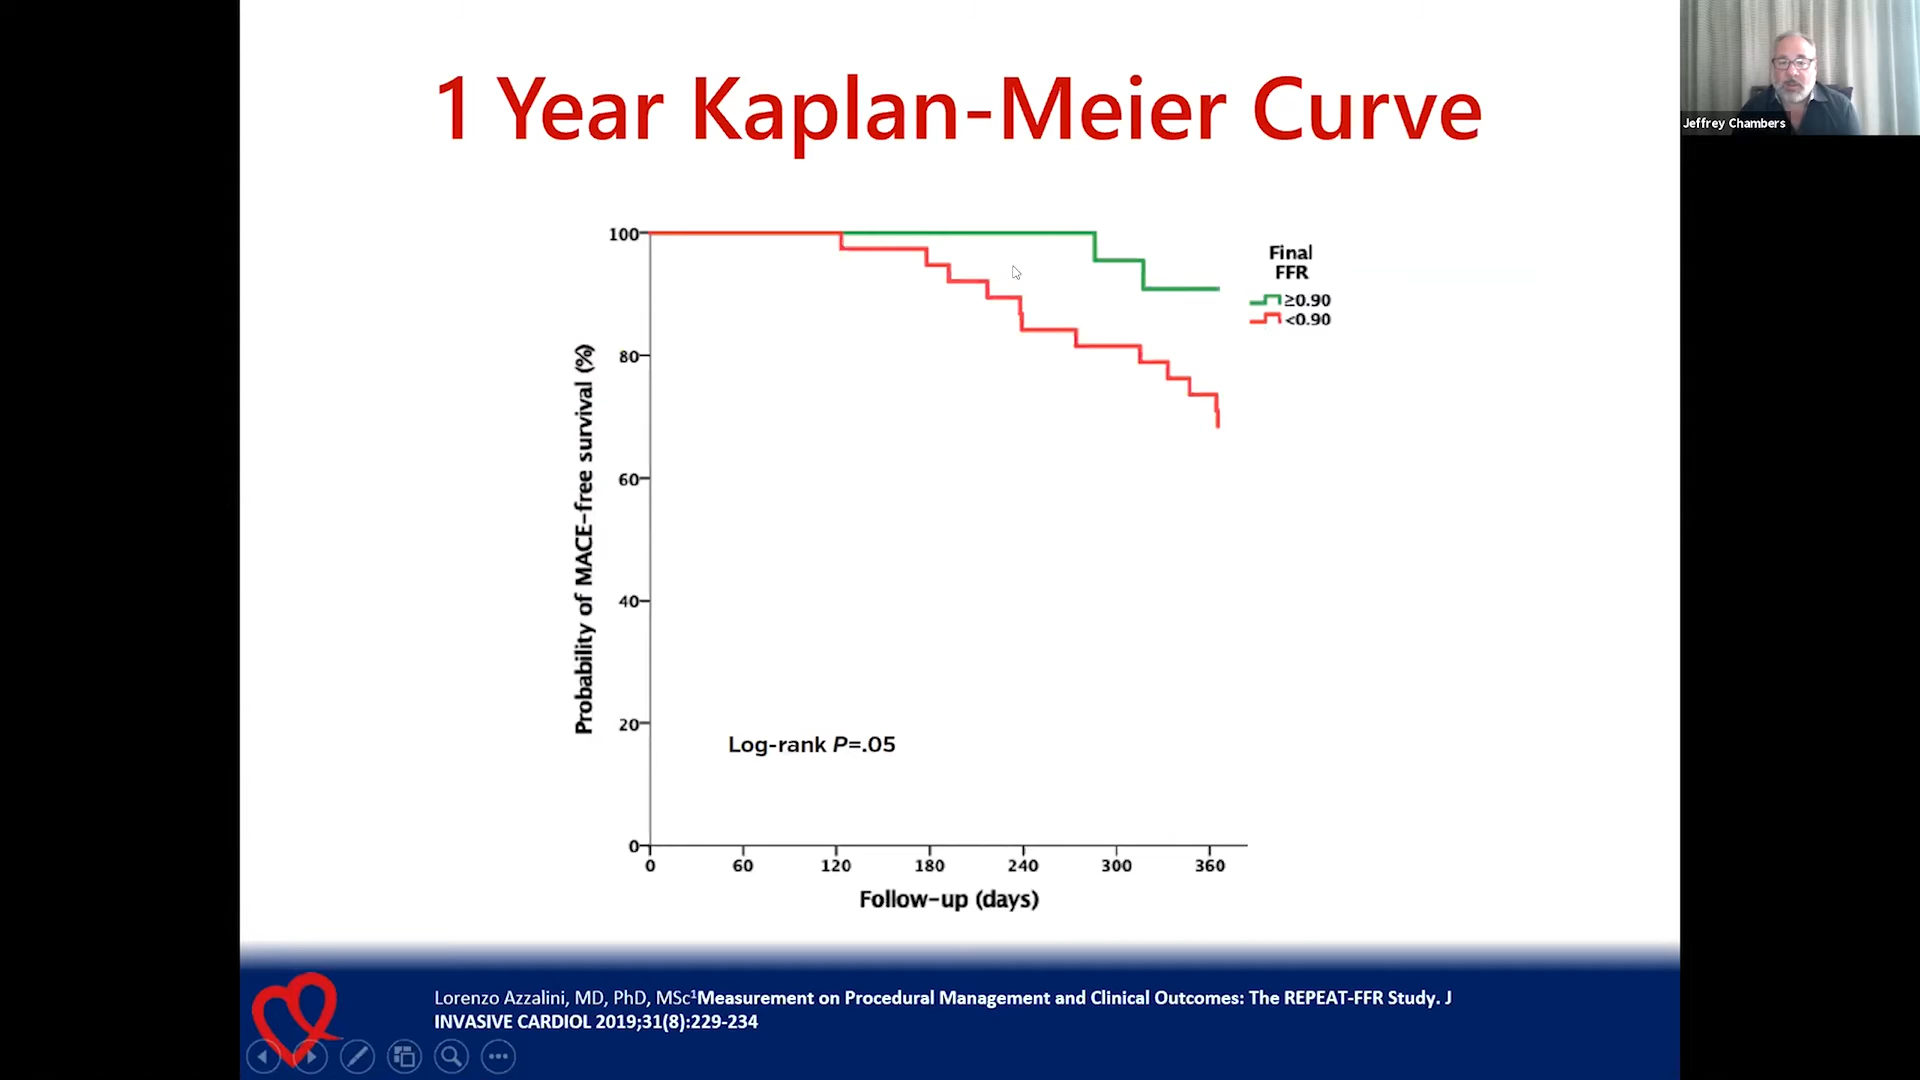 1 Year Kaplan-Meier Curve
Jeffrey Chambers
100
80
60
40
20
0
Probability of MACE-free survival (%)
Final
FFR
≥0.90
<0.90
Log-rank P=.05
0 60 120 180 240 300 360
Follow-up (days)
Lorenzo Azzalini, MD, PhD, MSc¹Measurement on Procedural Management and Clinical Outcomes: The REPEAT-FFR Study. J
INVASIVE CARDIOL 2019;31(8):229-234